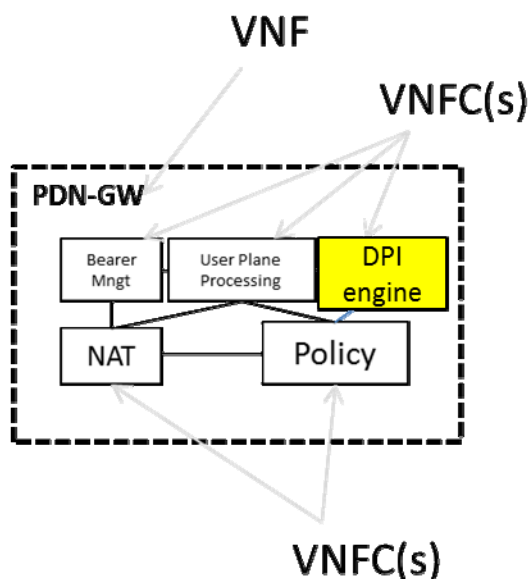 VNF
VNFC(s)
PDN-GW
Bearer
Mngt
User Plane
Processing
DPI
engine
NAT
Policy
VNFC(s)